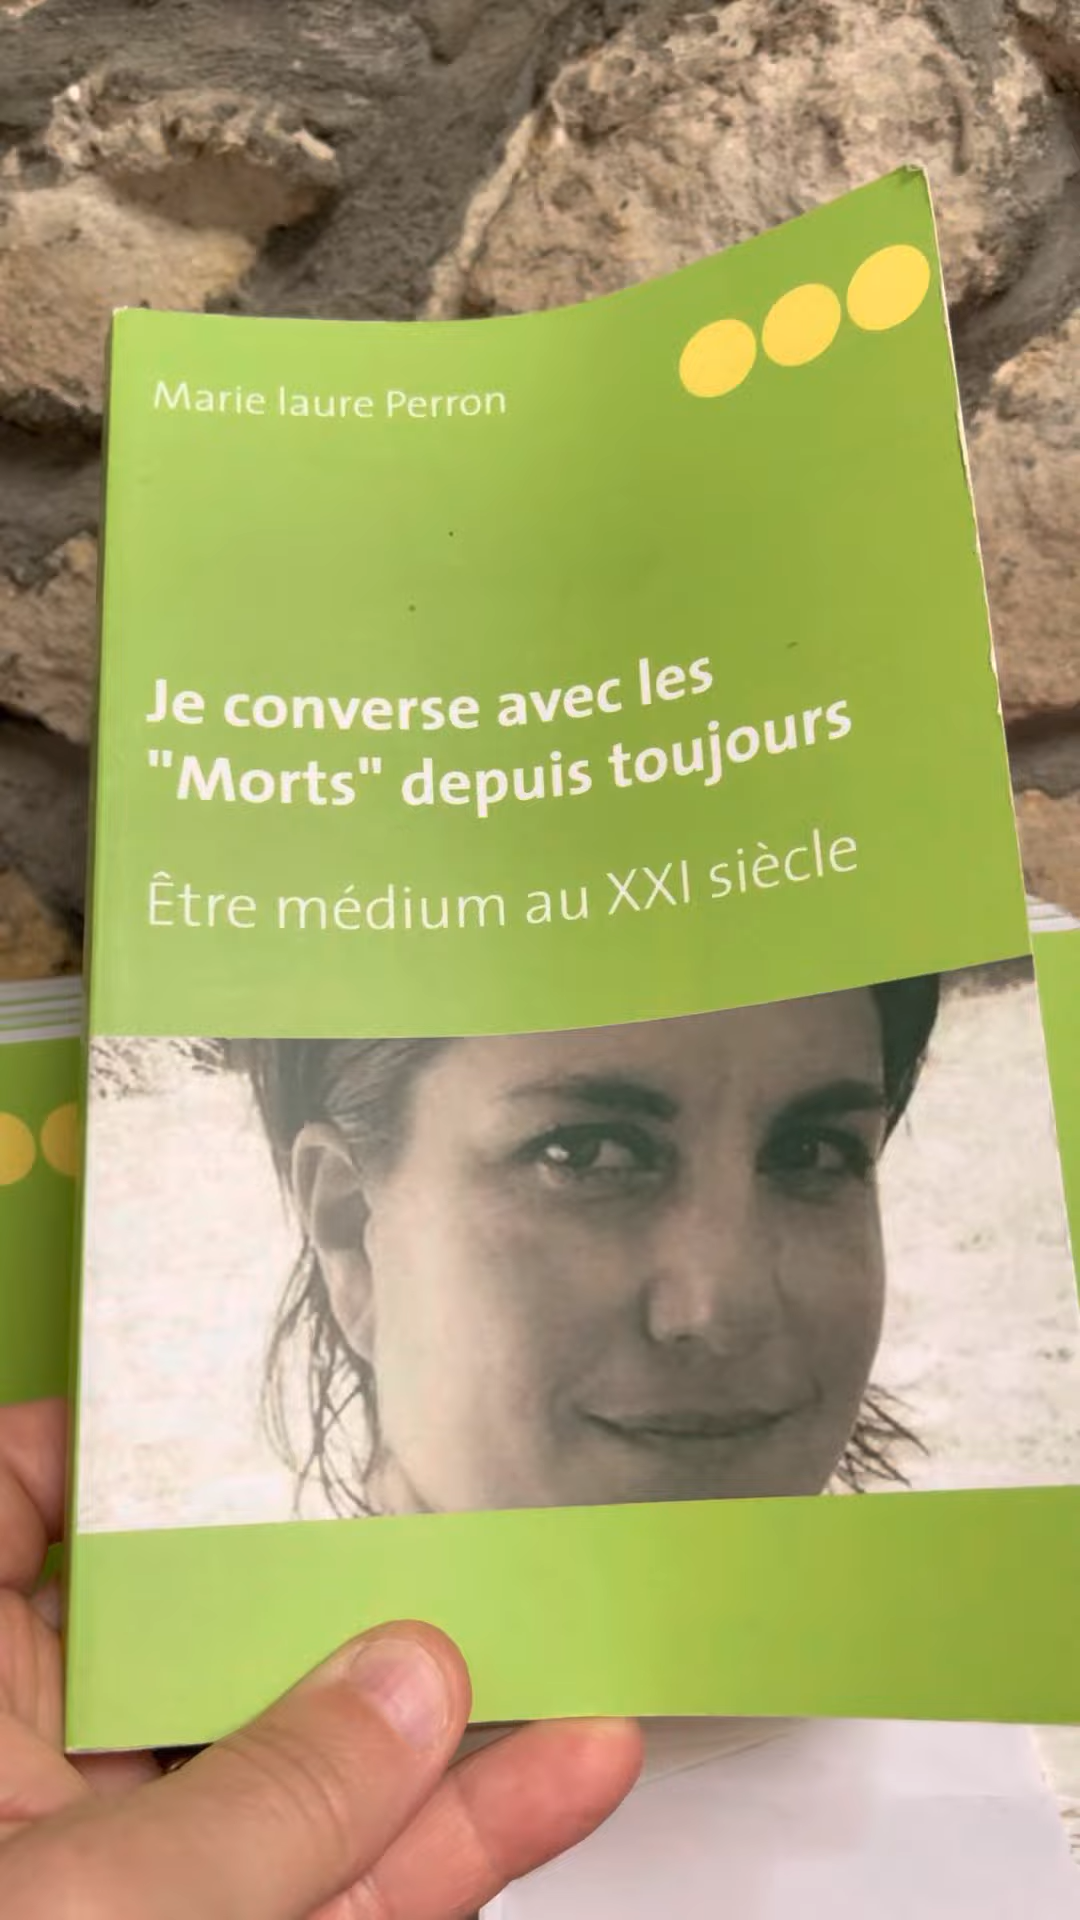 Marie laure Perron
Je converse avec les
"Morts" depuis toujours
Être médium au XXI siècle